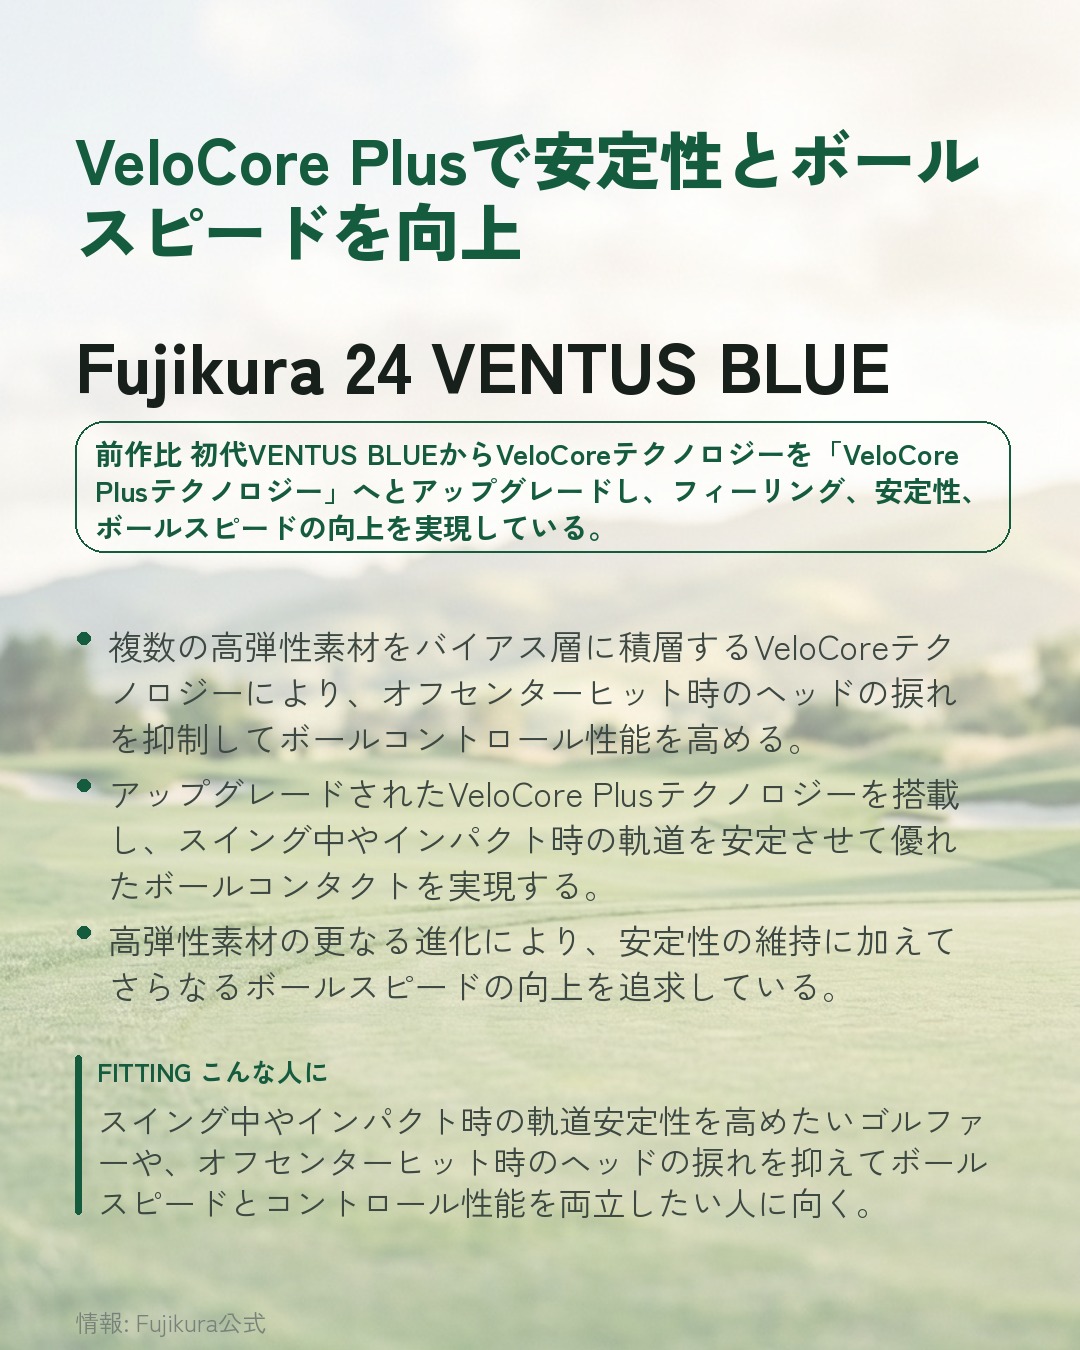 VeloCore Plusで安定性とボール
スピードを向上
Fujikura 24 VENTUS BLUE
前作比 初代VENTUS BLUEからVeloCoreテクノロジーを「VeloCore
Plusテクノロジー」へとアップグレードし、フィーリング、安定性、
ボールスピードの向上を実現している。
複数の高弾性素材をバイアス層に積層するVeloCoreテク
ノロジーにより、オフセンターヒット時のヘッドの捩れ
を抑制してボールコントロール性能を高める。
アップグレードされたVeloCore Plusテクノロジーを搭載
し、スイング中やインパクト時の軌道を安定させて優れ
たボールコンタクトを実現する。
高弾性素材の更なる進化により、安定性の維持に加えて
さらなるボールスピードの向上を追求している。
FITTING こんな人に
スイング中やインパクト時の軌道安定性を高めたいゴルファ
ーや、オフセンターヒット時のヘッドの捩れを抑えてボール
スピードとコントロール性能を両立したい人に向く。
情報: Fujikura公式